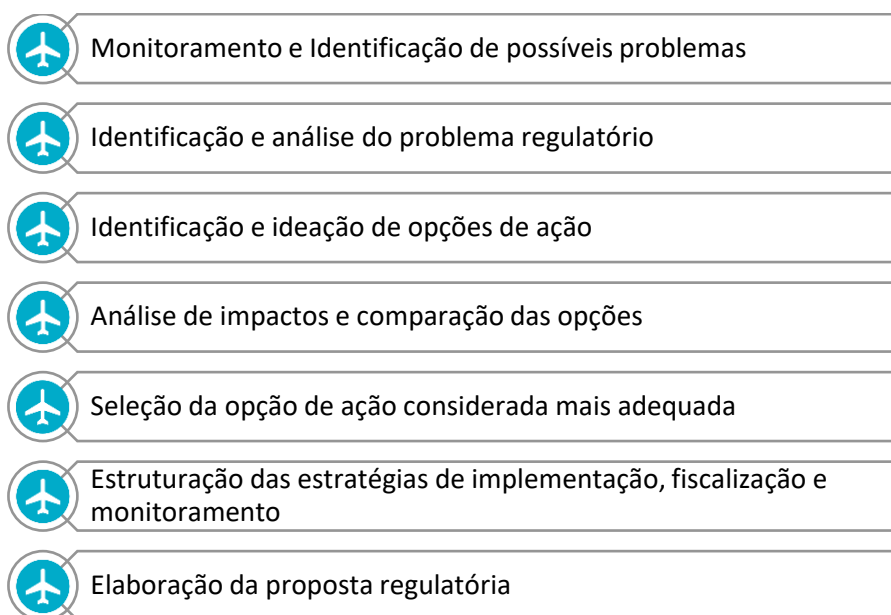 Monitoramento e Identificação de possíveis problemas
Identificação e análise do problema regulatório
Identificação e ideação de opções de ação
Análise de impactos e comparação das opções
Seleção da opção de ação considerada mais adequada
Estruturação das estratégias de implementação, fiscalização e
monitoramento
Elaboração da proposta regulatória